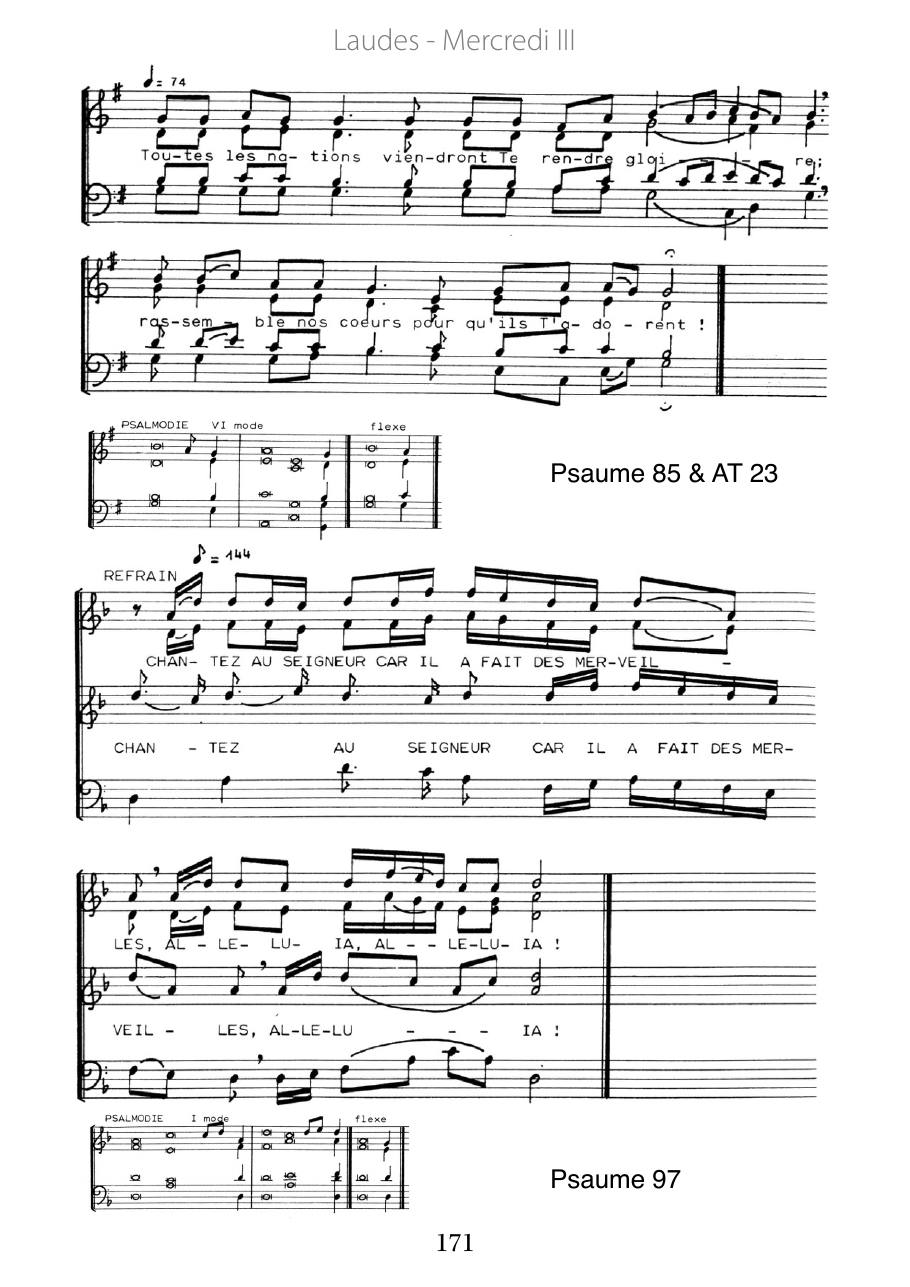 Laudes - Mercredi III
= 74
Tou-tes les na- tions vien-dront Te ren-dre gloi - - - - re;
ras-sem - ble nos coeurs pour qu'ils T'a- do - rent !
PSALMODIE VI mode flexe
Psaume 85 & AT 23
= 144
REFRAIN
CHAN- TEZ AU SEIGNEUR CAR IL A FAIT DES MER-VEIL -
CHAN - TEZ AU SEIGNEUR CAR IL A FAIT DES MER-
LES, AL - LE- LU- IA, AL - - LE-LU- IA !
VEIL - LES, AL-LE-LU - - - IA !
PSALMODIE I mode flexe
Psaume 97
171